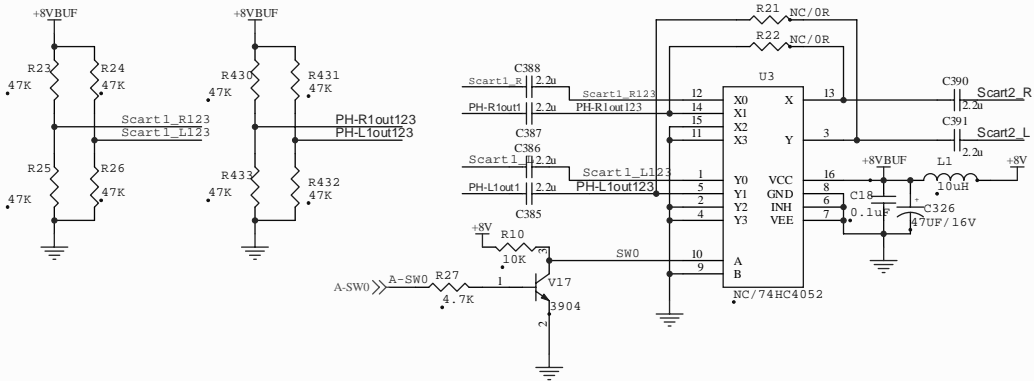 +8VBUF
+8VBUF
R23
47K
R24
47K
R430
47K
R431
47K
Scart1_R123
Scart1_L123
PH-R1out123
PH-L1out123
R25
47K
R26
47K
R433
47K
R432
47K
R21
NC/0R
R22
NC/0R
U3
C388
Scart1_R
2.2u
Scart1_R123
PH-R1out1
2.2u
PH-R1out123
C387
C386
Scart1_L
2.2u
Scart1_L123
PH-L1out1
2.2u
PH-L1out123
C385
12 X0 X 13
14 X1
15 X2
11 X3
Y 3
1 Y0 VCC 16
5 Y1 GND 8
2 Y2 INH 6
4 Y3 VEE 7
10 A
9 B
NC/74HC4052
C390
Scart2_R
2.2u
C391
Scart2_L
2.2u
+8VBUF
L1
+8V
10uH
C18
0.1uF
+
C326
47UF/16V
+8V
R10
10K
3
SW0
A-SW0
A-SW0
R27
4.7K
1
V17
3904
2